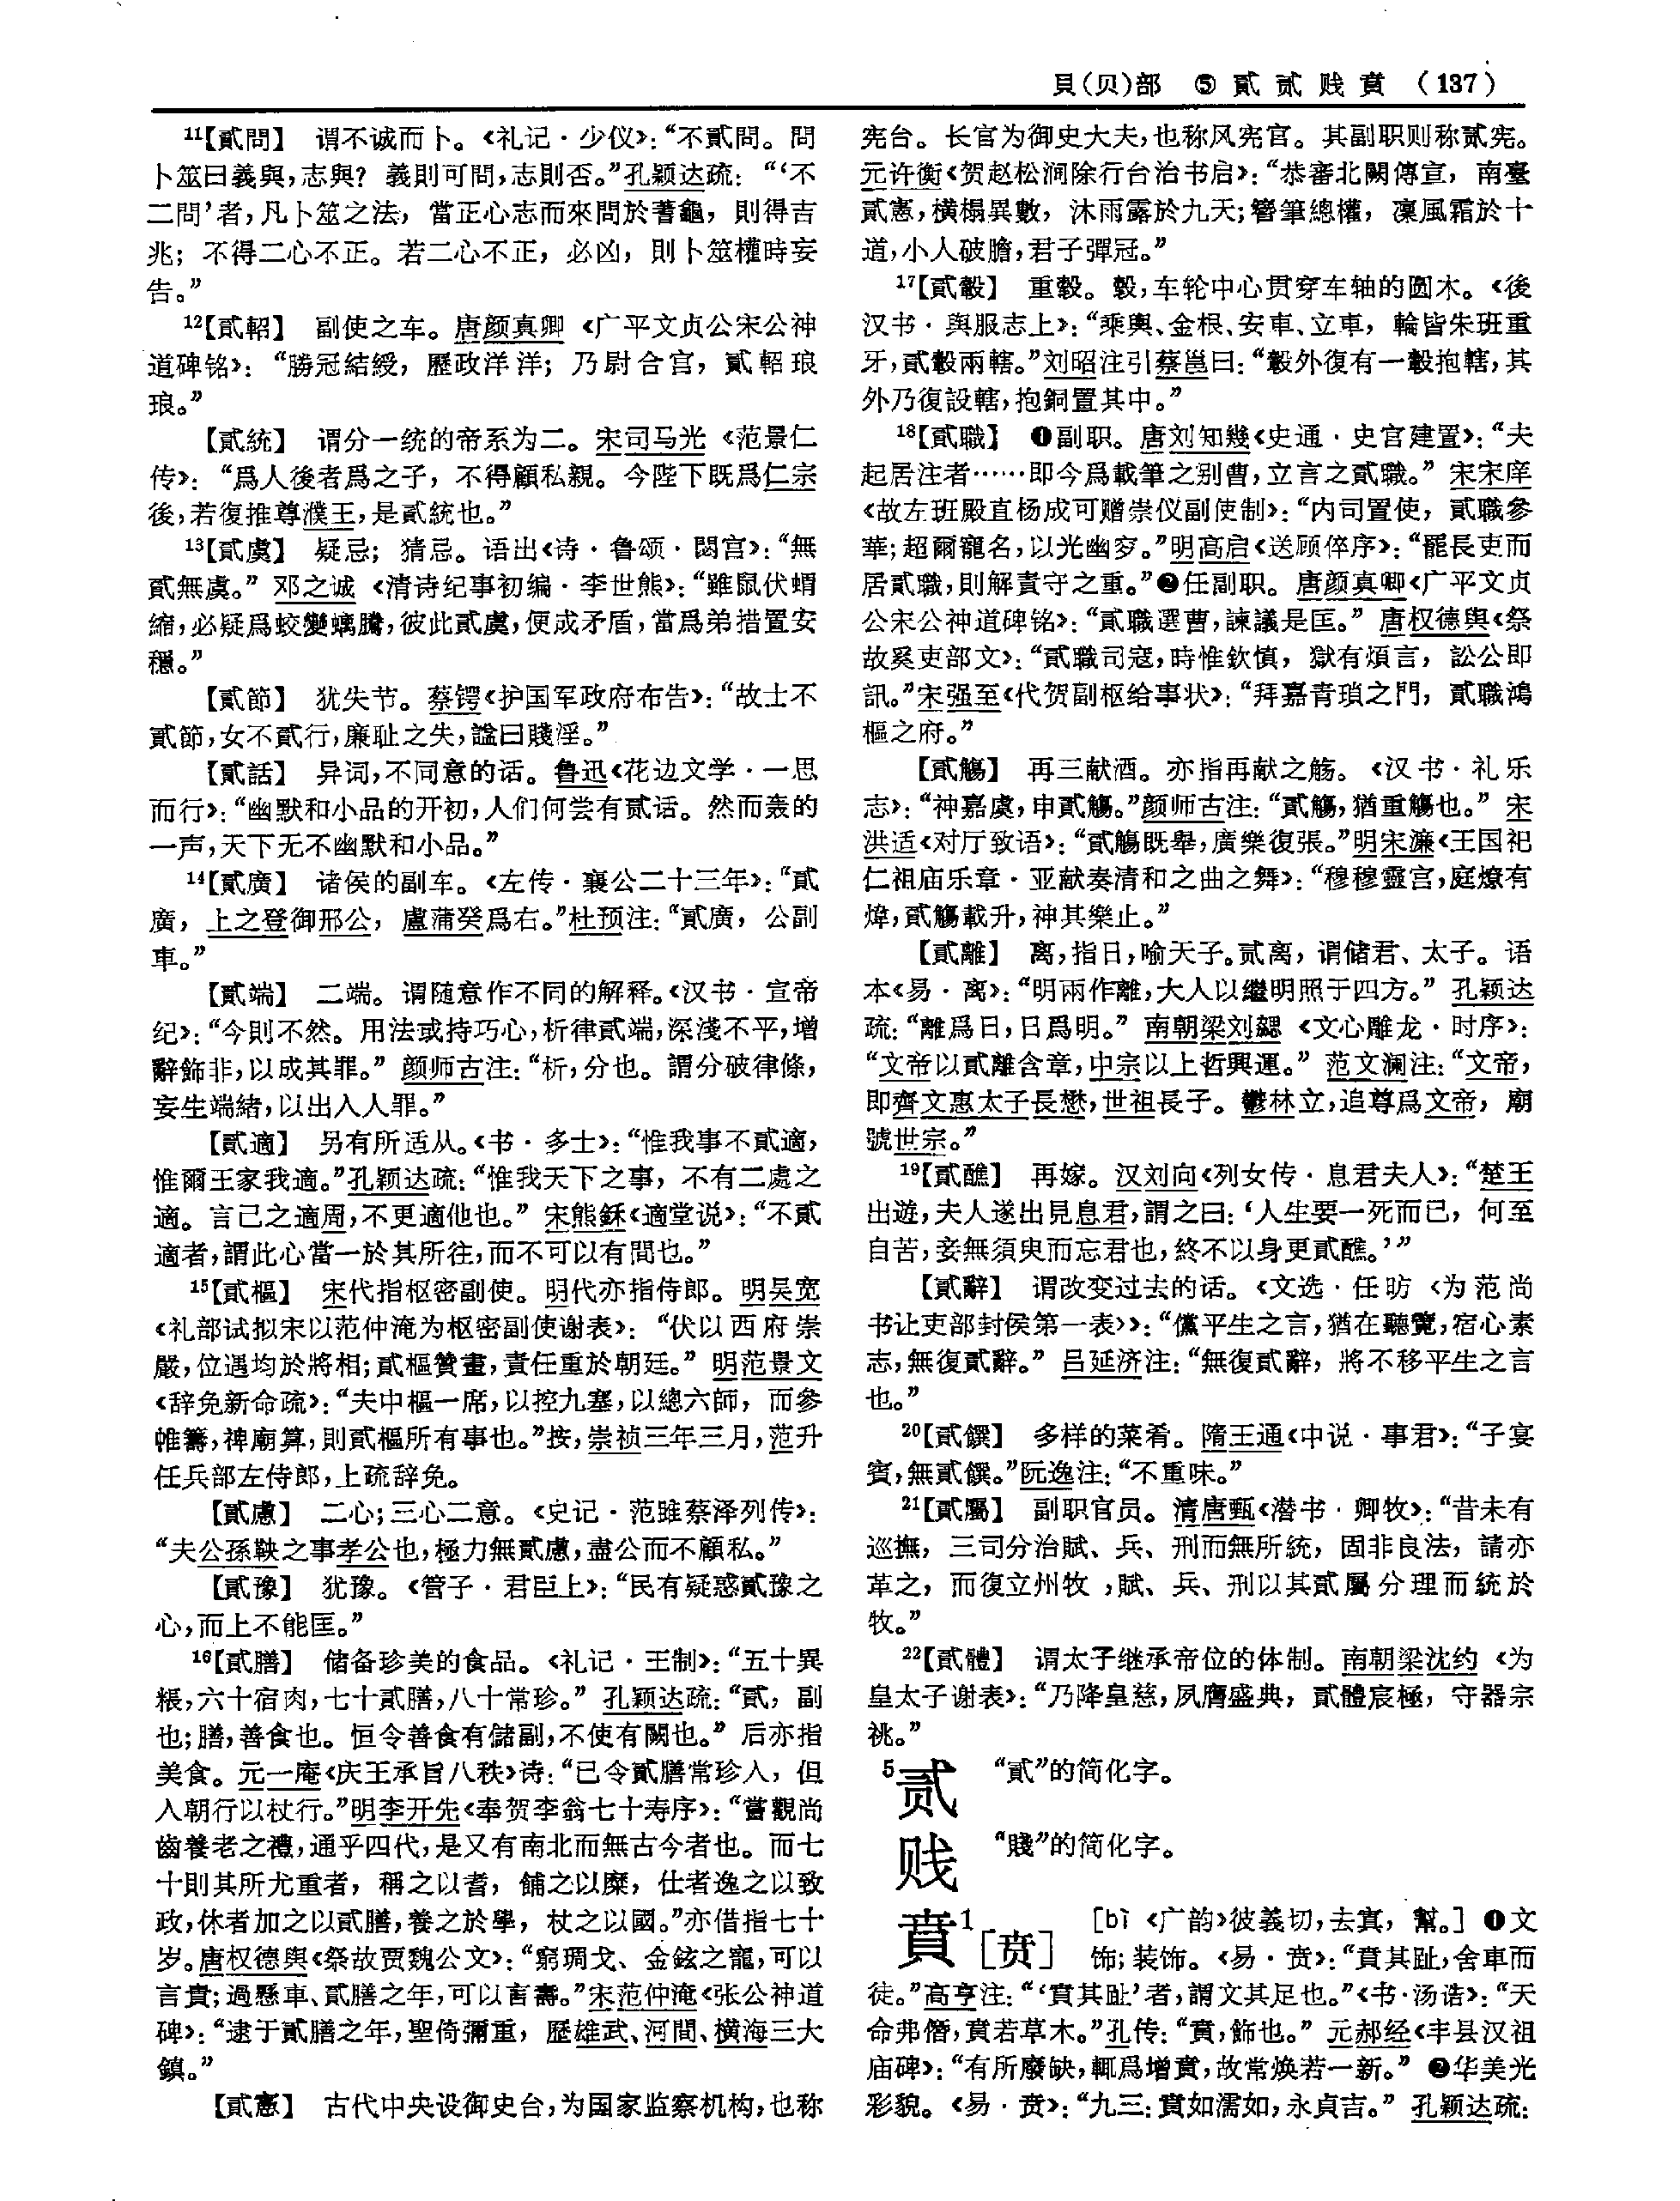 貝(贝)部 ⑤ 貳 贰 贱 賁 (137)
¹¹【貳問】 谓不诚而卜。《礼记·少仪》：“不貳問。問
卜筮曰義與，志與？義則可問，志則否。”孔颖达疏：“‘不
二問’者，凡卜筮之法，當正心志而來問於蓍龜，則得吉
兆；不得二心不正。若二心不正，必凶，則卜筮權時妄
告。”
¹²【貳軺】 副使之车。唐颜真卿《广平文贞公宋公神
道碑铭》：“勝冠結綬，歷政洋洋；乃尉合宫，貳軺琅
琅。”
【貳統】 谓分一统的帝系为二。宋司马光《范景仁
传》：“爲人後者爲之子，不得顧私親。今陛下既爲仁宗
後，若復推尊濮王，是貳統也。”
¹³【貳虞】 疑忌；猜忌。语出《诗·鲁颂·閟宫》：“無
貳無虞。”邓之诚《清诗纪事初编·李世熊》：“雖鼠伏蝟
縮，必疑爲蛟變螭騰，彼此貳虞，便成矛盾，當爲弟措置安
穩。”
【貳節】 犹失节。蔡锷《护国军政府布告》：“故士不
貳節，女不貳行，廉耻之失，諡曰賤淫。”
【貳話】 异词，不同意的话。鲁迅《花边文学·一思
而行》：“幽默和小品的开初，人们何尝有贰话。然而轰的
一声，天下无不幽默和小品。”
¹⁴【貳廣】 诸侯的副车。《左传·襄公二十三年》：“貳
廣，上之登御邢公，盧蒲癸爲右。”杜预注：“貳廣，公副
車。”
【貳端】 二端。谓随意作不同的解释。《汉书·宣帝
纪》：“今則不然。用法或持巧心，析律貳端，深淺不平，增
辭飾非，以成其罪。”颜师古注：“析，分也。謂分破律條，
妄生端緒，以出入人罪。”
【貳適】 另有所适从。《书·多士》：“惟我事不貳適，
惟爾王家我適。”孔颖达疏：“惟我天下之事，不有二處之
適。言己之適周，不更適他也。”宋熊鉌《適堂说》：“不貳
適者，謂此心當一於其所往，而不可以有間也。”
¹⁵【貳樞】 宋代指枢密副使。明代亦指侍郎。明吴宽
《礼部试拟宋以范仲淹为枢密副使谢表》：“伏以西府崇
嚴，位遇均於將相；貳樞贊畫，責任重於朝廷。”明范景文
《辞免新命疏》：“夫中樞一席，以控九塞，以總六師，而參
帷籌，裨廟算，則貳樞所有事也。”按，崇祯三年三月，范升
任兵部左侍郎，上疏辞免。
【貳慮】 二心；三心二意。《史记·范雎蔡泽列传》：
“夫公孫鞅之事孝公也，極力無貳慮，盡公而不顧私。”
【貳豫】 犹豫。《管子·君臣上》：“民有疑惑貳豫之
心，而上不能匡。”
¹⁶【貳膳】 储备珍美的食品。《礼记·王制》：“五十異
粻，六十宿肉，七十貳膳，八十常珍。”孔颖达疏：“貳，副
也；膳，善食也。恒令善食有儲副，不使有闕也。”后亦指
美食。元一庵《庆王承旨八秩》诗：“已令貳膳常珍入，但
入朝行以杖行。”明李开先《奉贺李翁七十寿序》：“嘗觀尚
齒養老之禮，通乎四代，是又有南北而無古今者也。而七
十則其所尤重者，稱之以耆，餔之以糜，仕者逸之以致
政，休者加之以貳膳，養之於學，杖之以國。”亦借指七十
岁。唐权德舆《祭故贾魏公文》：“窮琱戈、金鉉之寵，可以
言貴；過懸車、貳膳之年，可以言壽。”宋范仲淹《张公神道
碑》：“逮于貳膳之年，聖倚彌重，歷雄武、河間、横海三大
鎮。”
【貳憲】 古代中央设御史台，为国家监察机构，也称
宪台。长官为御史大夫，也称风宪官。其副职则称贰宪。
元许衡《贺赵松涧除行台治书启》：“恭審北闕傳宣，南臺
貳憲，横榻異數，沐雨露於九天；簪筆總權，凜風霜於十
道，小人破膽，君子彈冠。”
¹⁷【貳轂】 重毂。毂，车轮中心贯穿车轴的圆木。《後
汉书·舆服志上》：“乘輿、金根、安車、立車，輪皆朱班重
牙，貳轂兩轄。”刘昭注引蔡邕曰：“轂外復有一轂抱轄，其
外乃復設轄，抱銅置其中。”
¹⁸【貳職】 ❶副职。唐刘知幾《史通·史官建置》：“夫
起居注者……即今爲載筆之别曹，立言之貳職。”宋宋庠
《故左班殿直杨成可赠崇仪副使制》：“内司置使，貳職參
華；超爾寵名，以光幽穸。”明高启《送顾倅序》：“罷長吏而
居貳職，則解責守之重。”❷任副职。唐颜真卿《广平文贞
公宋公神道碑铭》：“貳職選曹，諫議是匡。”唐权德舆《祭
故奚吏部文》：“貳職司寇，時惟欽慎，獄有煩言，訟公即
訊。”宋强至《代贺副枢给事状》：“拜嘉青瑣之門，貳職鴻
樞之府。”
【貳觴】 再三献酒。亦指再献之觞。《汉书·礼乐
志》：“神嘉虞，申貳觴。”颜师古注：“貳觴，猶重觴也。”宋
洪适《对厅致语》：“貳觴既舉，廣樂復張。”明宋濂《王国祀
仁祖庙乐章·亚献奏清和之曲之舞》：“穆穆靈宫，庭燎有
煒，貳觴載升，神其樂止。”
【貳離】 离，指日，喻天子。贰离，谓储君、太子。语
本《易·离》：“明兩作離，大人以繼明照于四方。”孔颖达
疏：“離爲日，日爲明。”南朝梁刘勰《文心雕龙·时序》：
“文帝以貳離含章，中宗以上哲興運。”范文澜注：“文帝，
即齊文惠太子長懋，世祖長子。鬱林立，追尊爲文帝，廟
號世宗。”
¹⁹【貳醮】 再嫁。汉刘向《列女传·息君夫人》：“楚王
出遊，夫人遂出見息君，謂之曰：‘人生要一死而已，何至
自苦，妾無須臾而忘君也，終不以身更貳醮。’”
【貳辭】 谓改变过去的话。《文选·任昉〈为范尚
书让吏部封侯第一表〉》：“儻平生之言，猶在聽覽，宿心素
志，無復貳辭。”吕延济注：“無復貳辭，將不移平生之言
也。”
²⁰【貳饌】 多样的菜肴。隋王通《中说·事君》：“子宴
賓，無貳饌。”阮逸注：“不重味。”
²¹【貳屬】 副职官员。清唐甄《潜书·卿牧》：“昔未有
巡撫，三司分治賦、兵、刑而無所統，固非良法，請亦
革之，而復立州牧，賦、兵、刑以其貳屬分理而統於
牧。”
²²【貳體】 谓太子继承帝位的体制。南朝梁沈约《为
皇太子谢表》：“乃降皇慈，夙膺盛典，貳體宸極，守器宗
祧。”
⁵贰 “貳”的简化字。
贱 “賤”的简化字。
賁¹[贲] [bì 《广韵》彼義切，去寘，幫。] ❶文
饰；装饰。《易·贲》：“賁其趾，舍車而
徒。”高亨注：“‘賁其趾’者，謂文其足也。”《书·汤诰》：“天
命弗僭，賁若草木。”孔传：“賁，飾也。”元郝经《丰县汉祖
庙碑》：“有所廢缺，輒爲增賁，故常焕若一新。”❷华美光
彩貌。《易·贲》：“九三：賁如濡如，永貞吉。”孔颖达疏：